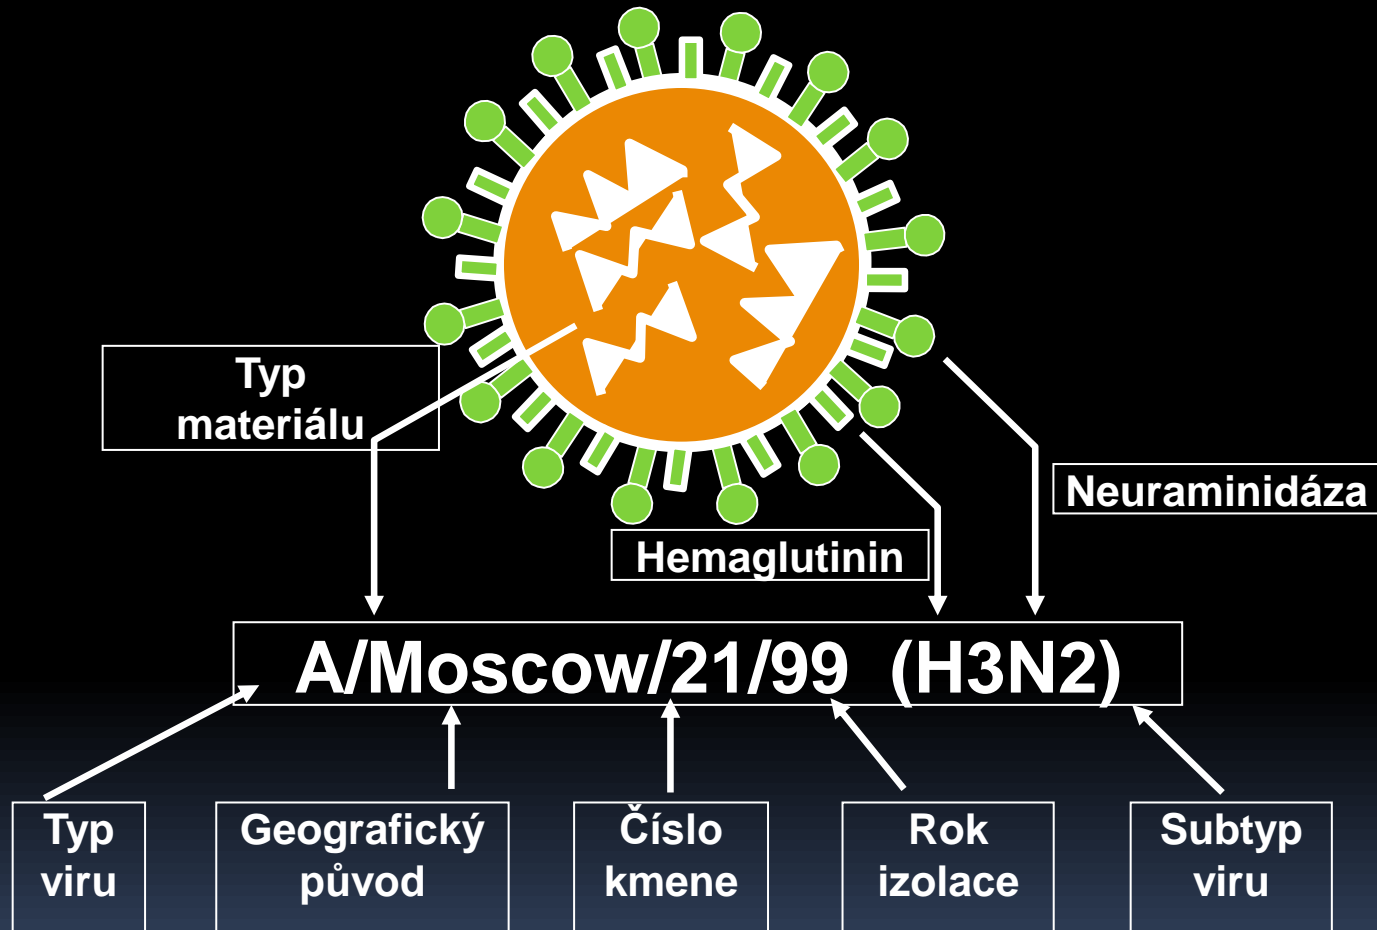 Typ
materiálu
Neuraminidáza
Hemaglutinin
A/Moscow/21/99 (H3N2)
Typ
viru
Geografický
původ
Číslo
kmene
Rok
izolace
Subtyp
viru